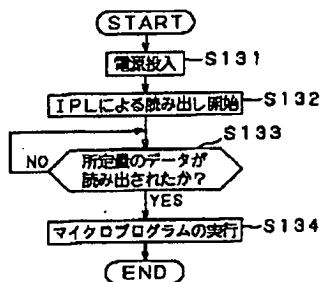 START
電源投入 S131
IPLによる読み出し開始 S132
S133
所定量のデータが
NO 読み出されたか?
YES
マイクロプログラムの実行 S134
END